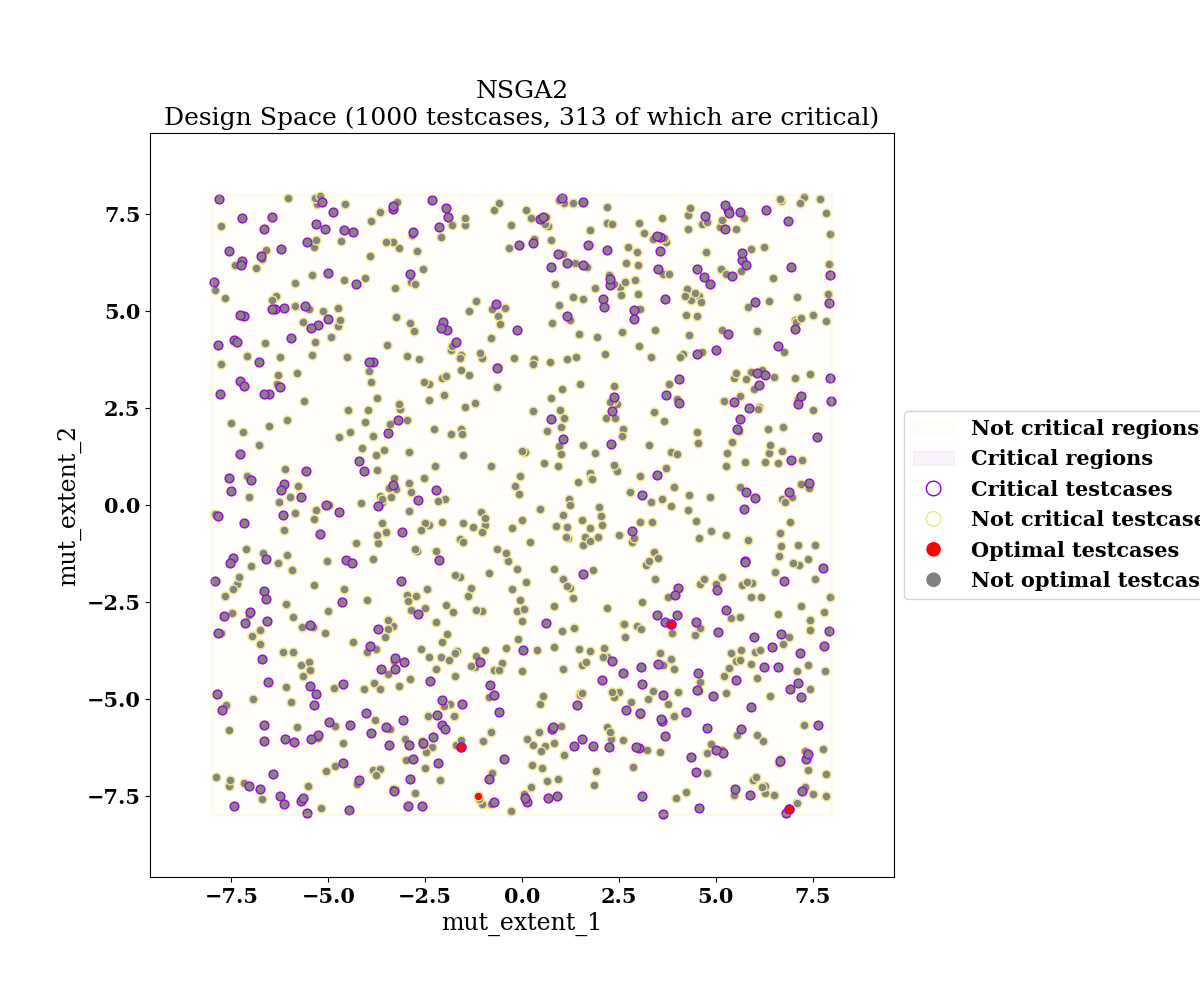 NSGA2
Design Space (1000 testcases, 313 of which are critical)
7.5
5.0
2.5
0.0
−2.5
−5.0
−7.5
mut_extent_2
−7.5 −5.0 −2.5 0.0 2.5 5.0 7.5
mut_extent_1
Not critical regions
Critical regions
Critical testcases
Not critical testcase
Optimal testcases
Not optimal testcas